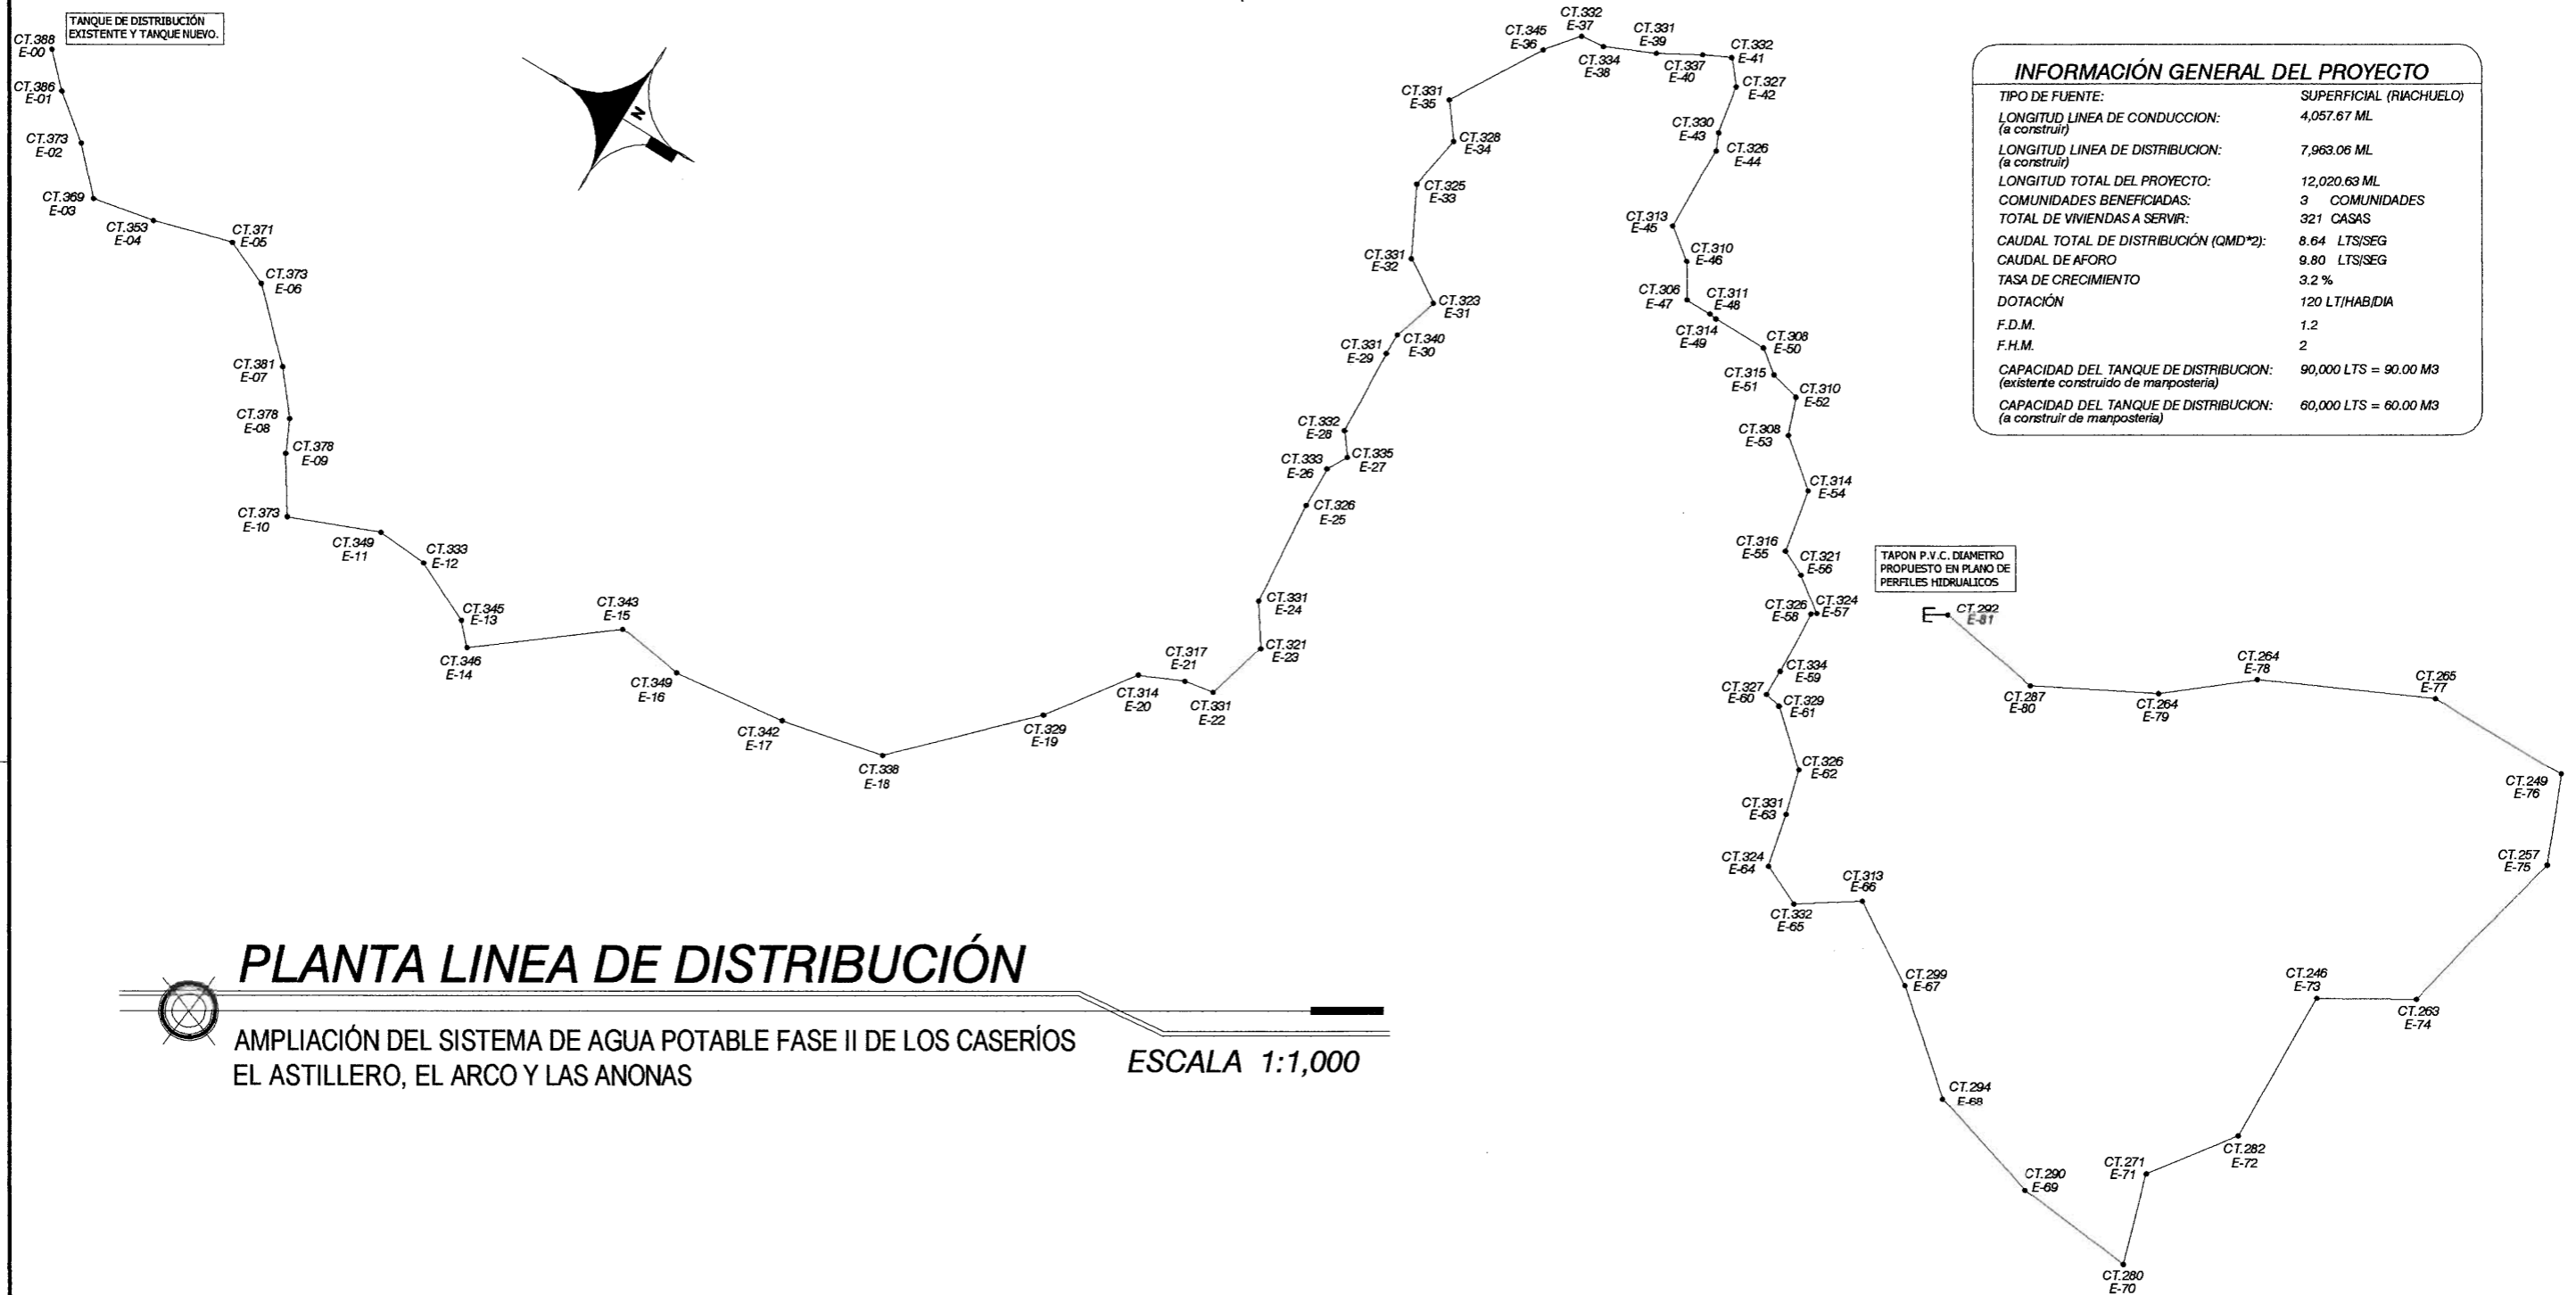 TANQUE DE DISTRIBUCIÓN
EXISTENTE Y TANQUE NUEVO.
CT.388
E-00
CT.386
E-01
CT.373
E-02
CT.369
E-03
CT.353
E-04
CT.371
E-05
CT.373
E-06
CT.381
E-07
CT.378
E-08
CT.378
E-09
CT.373
E-10
CT.349
E-11
CT.333
E-12
CT.345
E-13
CT.346
E-14
CT.343
E-15
CT.349
E-16
CT.342
E-17
CT.338
E-18
CT.329
E-19
CT.314
E-20
CT.317
E-21
CT.331
E-22
CT.321
E-23
CT.331
E-24
CT.326
E-25
CT.333
E-26
CT.335
E-27
CT.332
E-28
CT.331
E-29
CT.340
E-30
CT.323
E-31
CT.331
E-32
CT.325
E-33
CT.328
E-34
CT.331
E-35
CT.345
E-36
CT.332
E-37
CT.334
E-38
CT.331
E-39
CT.337
E-40
CT.332
E-41
CT.327
E-42
CT.330
E-43
CT.326
E-44
CT.313
E-45
CT.310
E-46
CT.306
E-47
CT.311
E-48
CT.314
E-49
CT.308
E-50
CT.315
E-51
CT.310
E-52
CT.308
E-53
CT.314
E-54
CT.316
E-55
CT.321
E-56
CT.324
E-57
CT.326
E-58
CT.334
E-59
CT.327
E-60
CT.329
E-61
CT.326
E-62
CT.331
E-63
CT.324
E-64
CT.332
E-65
CT.313
E-66
CT.299
E-67
CT.294
E-68
CT.290
E-69
CT.280
E-70
CT.271
E-71
CT.282
E-72
CT.246
E-73
CT.263
E-74
CT.257
E-75
CT.249
E-76
CT.265
E-77
CT.264
E-78
CT.264
E-79
CT.287
E-80
CT.292
E-81
TAPON P.V.C. DIAMETRO
PROPUESTO EN PLANO DE
PERFILES HIDRUALICOS
E
N
INFORMACIÓN GENERAL DEL PROYECTO
TIPO DE FUENTE: SUPERFICIAL (RIACHUELO)
LONGITUD LINEA DE CONDUCCION: 4,057.67 ML
(a construir)
LONGITUD LINEA DE DISTRIBUCION: 7,963.06 ML
(a construir)
LONGITUD TOTAL DEL PROYECTO: 12,020.63 ML
COMUNIDADES BENEFICIADAS: 3 COMUNIDADES
TOTAL DE VIVIENDAS A SERVIR: 321 CASAS
CAUDAL TOTAL DE DISTRIBUCIÓN (QMD*2): 8.64 LTS/SEG
CAUDAL DE AFORO 9.80 LTS/SEG
TASA DE CRECIMIENTO 3.2 %
DOTACIÓN 120 LT/HAB/DIA
F.D.M. 1.2
F.H.M. 2
CAPACIDAD DEL TANQUE DE DISTRIBUCION: 90,000 LTS = 90.00 M3
(existente construido de manposteria)
CAPACIDAD DEL TANQUE DE DISTRIBUCION: 60,000 LTS = 60.00 M3
(a construir de manposteria)
PLANTA LINEA DE DISTRIBUCIÓN
AMPLIACIÓN DEL SISTEMA DE AGUA POTABLE FASE II DE LOS CASERÍOS
EL ASTILLERO, EL ARCO Y LAS ANONAS
ESCALA 1:1,000